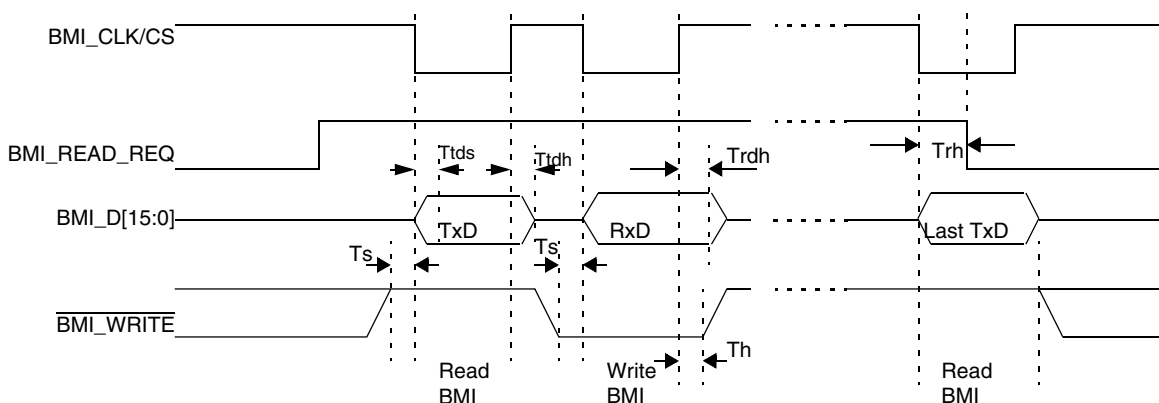 BMI_CLK/CS
BMI_READ_REQ
Ttds
Ttdh
Trdh
Trh
BMI_D[15:0]
TxD
RxD
Last TxD
Ts
Ts
BMI_WRITE
Th
Read
BMI
Write
BMI
Read
BMI